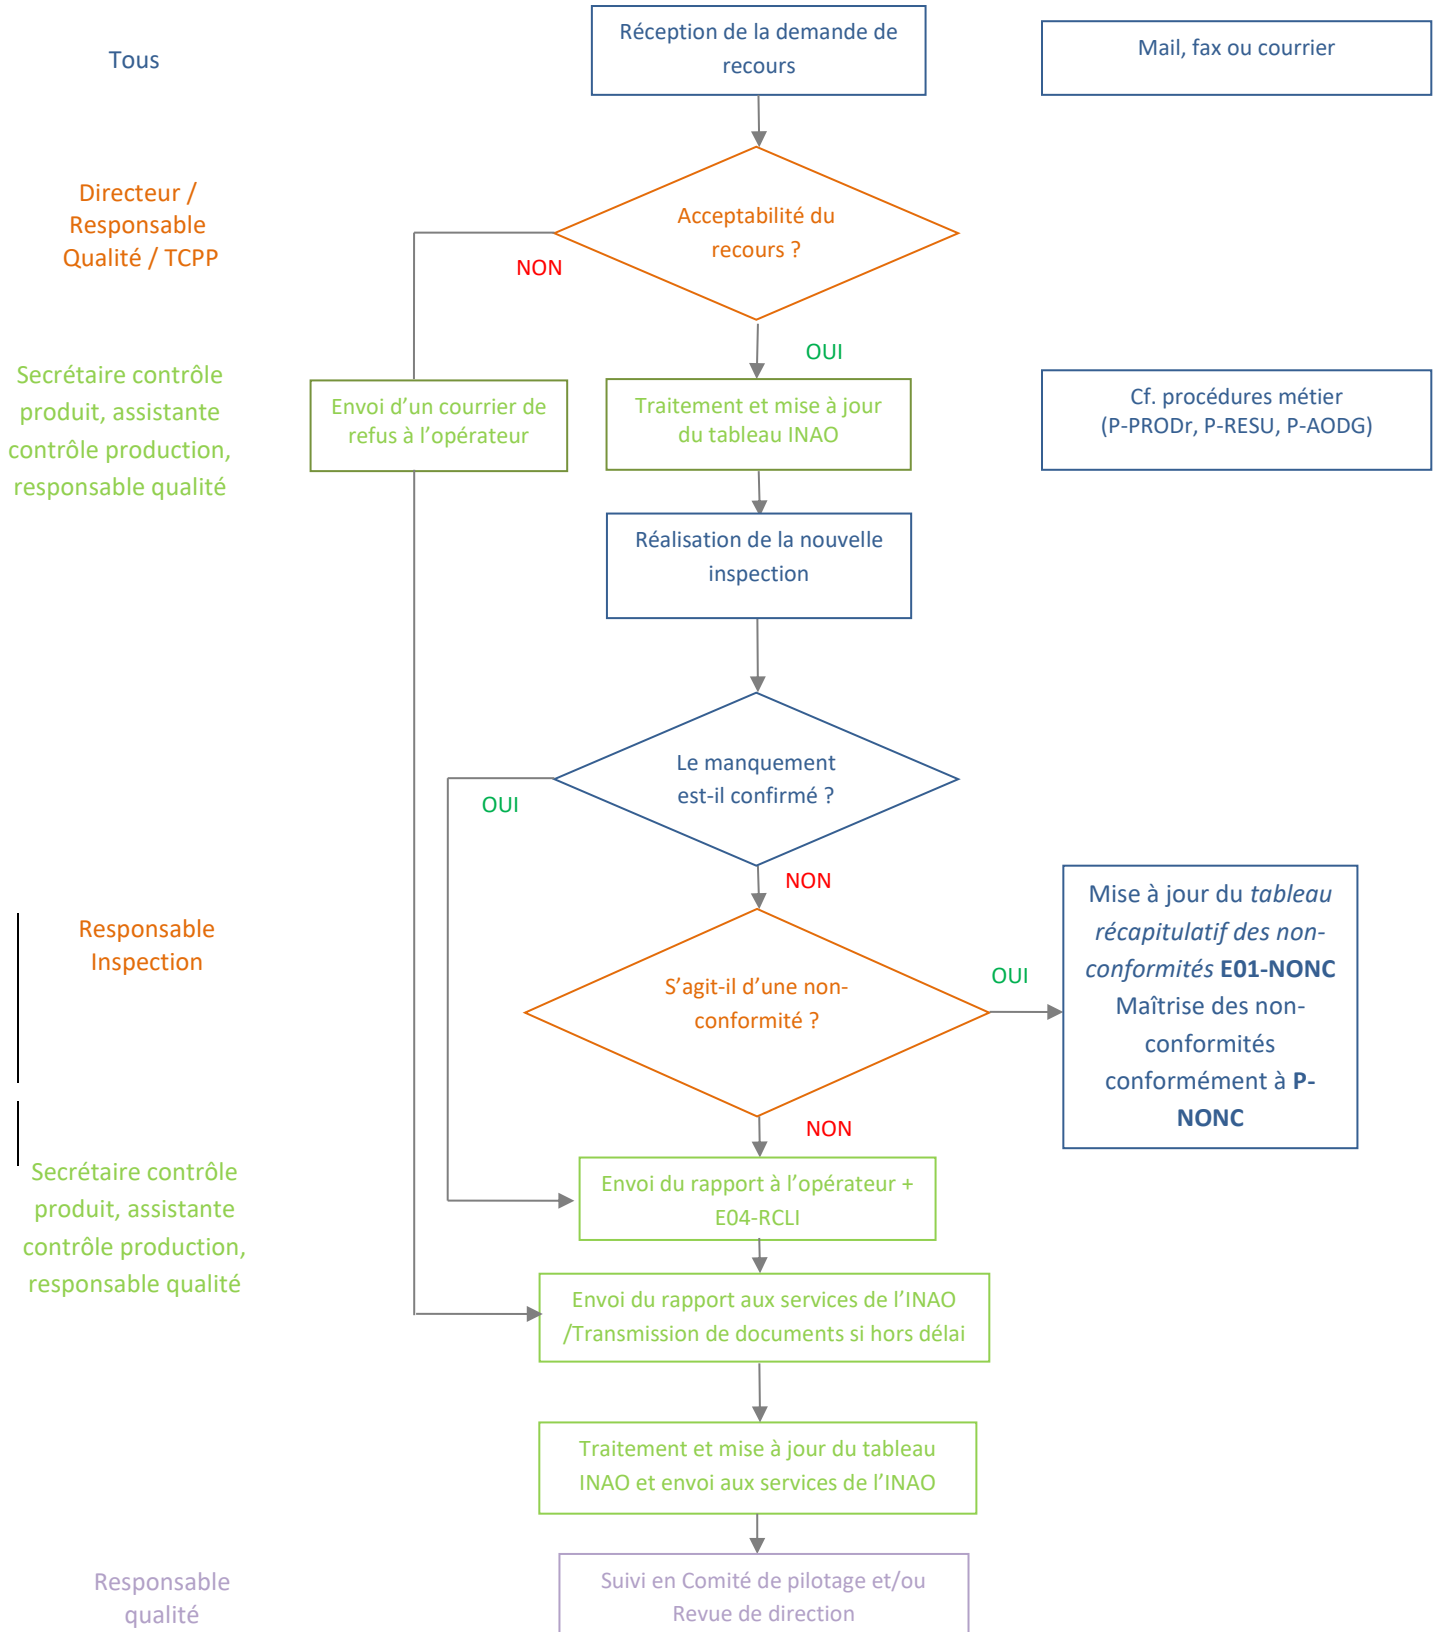 Tous
Réception de la demande de
recours
Mail, fax ou courrier
Directeur /
Responsable
Qualité / TCPP
Acceptabilité du
recours ?
NON
OUI
Secrétaire contrôle
produit, assistante
contrôle production,
responsable qualité
Envoi d’un courrier de
refus à l’opérateur
Traitement et mise à jour
du tableau INAO
Cf. procédures métier
(P-PRODr, P-RESU, P-AODG)
Réalisation de la nouvelle
inspection
Le manquement
est-il confirmé ?
OUI
NON
Responsable
Inspection
S’agit-il d’une non-
conformité ?
OUI
Mise à jour du tableau
récapitulatif des non-
conformités E01-NONC
Maîtrise des non-
conformités
conformément à P-
NONC
NON
Secrétaire contrôle
produit, assistante
contrôle production,
responsable qualité
Envoi du rapport à l’opérateur +
E04-RCLI
Envoi du rapport aux services de l’INAO
/Transmission de documents si hors délai
Traitement et mise à jour du tableau
INAO et envoi aux services de l’INAO
Responsable
qualité
Suivi en Comité de pilotage et/ou
Revue de direction